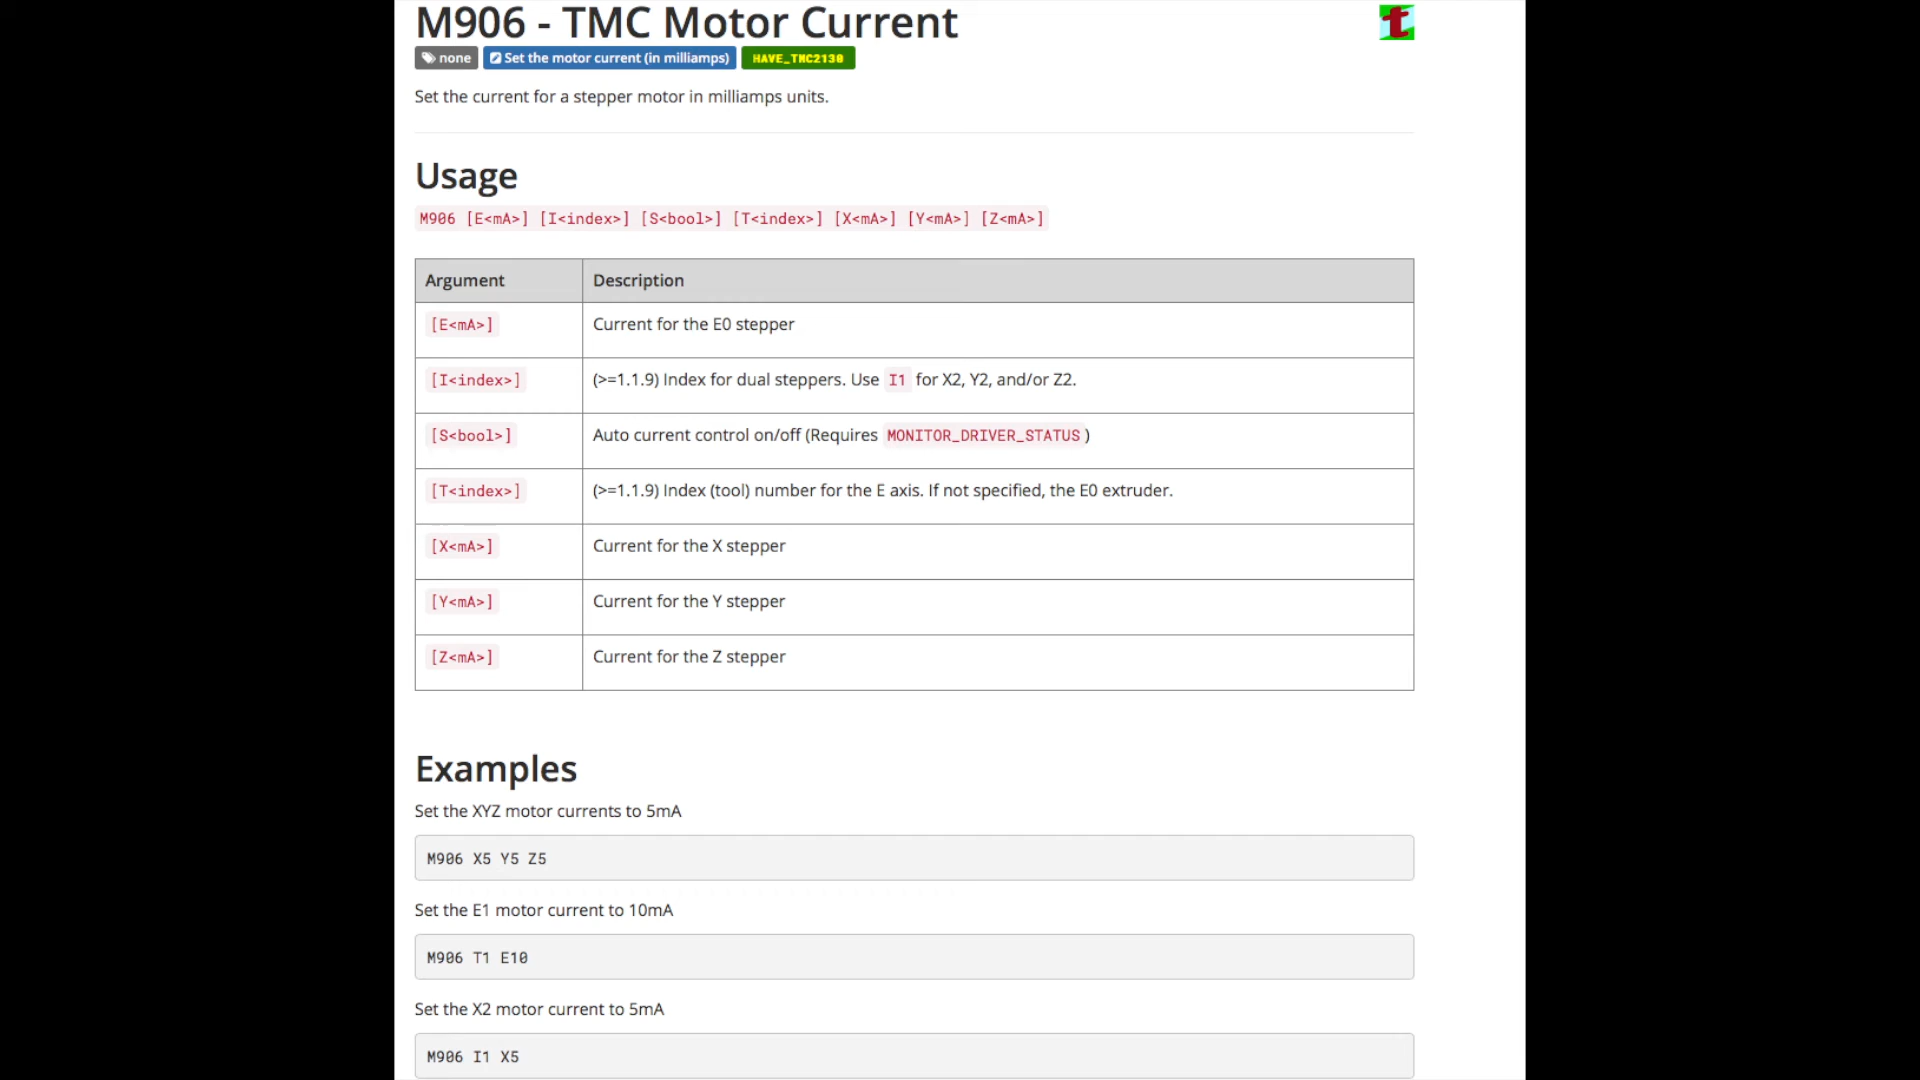 M906 - TMC Motor Current
t
none Set the motor current (in milliamps) HAVE_TMC2130
Set the current for a stepper motor in milliamps units.
Usage
M906 [E<mA>] [I<index>] [S<bool>] [T<index>] [X<mA>] [Y<mA>] [Z<mA>]
Argument Description
[E<mA>] Current for the E0 stepper
[I<index>] (>=1.1.9) Index for dual steppers. Use I1 for X2, Y2, and/or Z2.
[S<bool>] Auto current control on/off (Requires MONITOR_DRIVER_STATUS )
[T<index>] (>=1.1.9) Index (tool) number for the E axis. If not specified, the E0 extruder.
[X<mA>] Current for the X stepper
[Y<mA>] Current for the Y stepper
[Z<mA>] Current for the Z stepper
Examples
Set the XYZ motor currents to 5mA
M906 X5 Y5 Z5
Set the E1 motor current to 10mA
M906 T1 E10
Set the X2 motor current to 5mA
M906 I1 X5